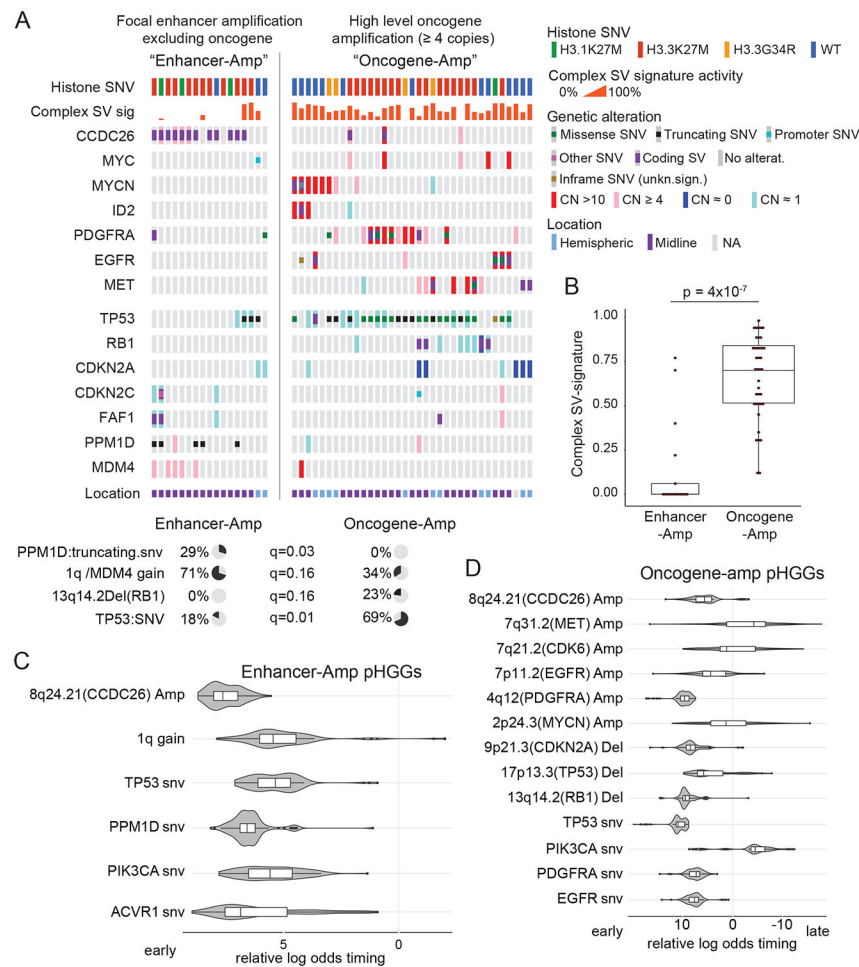 A
Focal enhancer amplification
excluding oncogene
"Enhancer-Amp"
High level oncogene
amplification (≥ 4 copies)
"Oncogene-Amp"
Histone SNV
Complex SV sig
CCDC26
MYC
MYCN
ID2
PDGFRA
EGFR
MET
TP53
RB1
CDKN2A
CDKN2C
FAF1
PPM1D
MDM4
Location
Histone SNV
H3.1K27M H3.3K27M H3.3G34R WT
Complex SV signature activity
0% 100%
Genetic alteration
Missense SNV Truncating SNV Promoter SNV
Other SNV Coding SV No alterat.
Inframe SNV (unkn.sign.)
CN >10 CN ≥ 4 CN ≈ 0 CN ≈ 1
Location
Hemispheric Midline NA
Enhancer-Amp Oncogene-Amp
PPM1D:truncating.snv 29% q=0.03 0%
1q /MDM4 gain 71% q=0.16 34%
13q14.2Del(RB1) 0% q=0.16 23%
TP53:SNV 18% q=0.01 69%
B
p = 4x10-7
Complex SV-signature
1.00
0.75
0.50
0.25
0.00
Enhancer
-Amp
Oncogene
-Amp
C
Enhancer-Amp pHGGs
8q24.21(CCDC26) Amp
1q gain
TP53 snv
PPM1D snv
PIK3CA snv
ACVR1 snv
5 0
early
relative log odds timing
D
Oncogene-amp pHGGs
8q24.21(CCDC26) Amp
7q31.2(MET) Amp
7q21.2(CDK6) Amp
7p11.2(EGFR) Amp
4q12(PDGFRA) Amp
2p24.3(MYCN) Amp
9p21.3(CDKN2A) Del
17p13.3(TP53) Del
13q14.2(RB1) Del
TP53 snv
PIK3CA snv
PDGFRA snv
EGFR snv
10 0 -10
early late
relative log odds timing